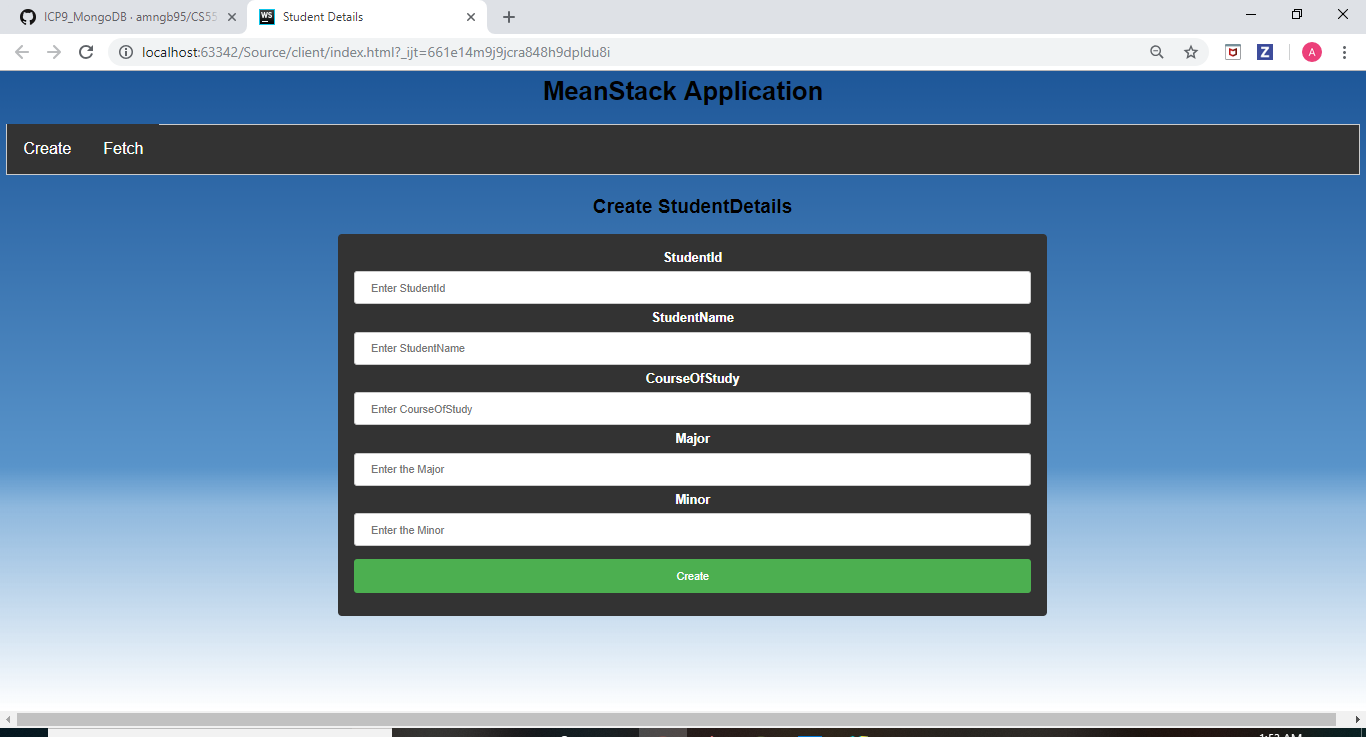 ICP9_MongoDB · amngb95/CS55
WS
Student Details
localhost:63342/Source/client/index.html?_ijt=661e14m9j9jcra848h9dpldu8i
Z
A
MeanStack Application
Create
Fetch
Create StudentDetails
StudentId
Enter StudentId
StudentName
Enter StudentName
CourseOfStudy
Enter CourseOfStudy
Major
Enter the Major
Minor
Enter the Minor
Create